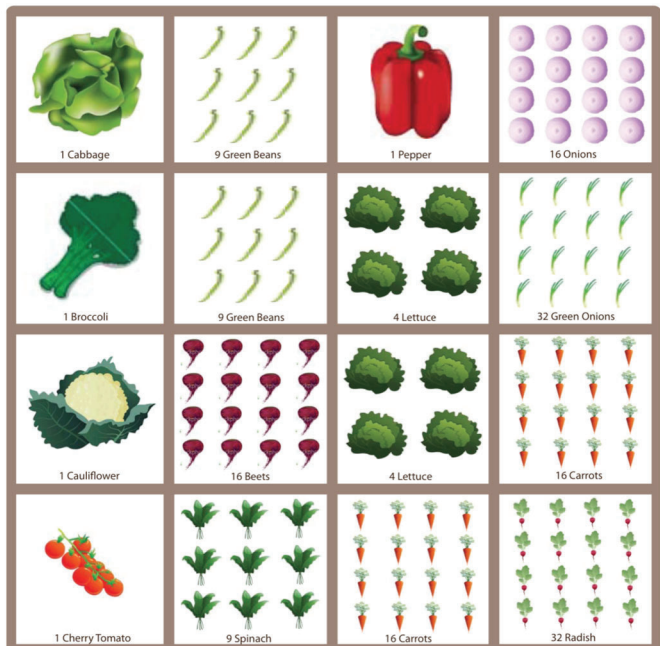 1 Cabbage
9 Green Beans
1 Pepper
16 Onions
1 Broccoli
9 Green Beans
4 Lettuce
32 Green Onions
1 Cauliflower
16 Beets
4 Lettuce
16 Carrots
1 Cherry Tomato
9 Spinach
16 Carrots
32 Radish